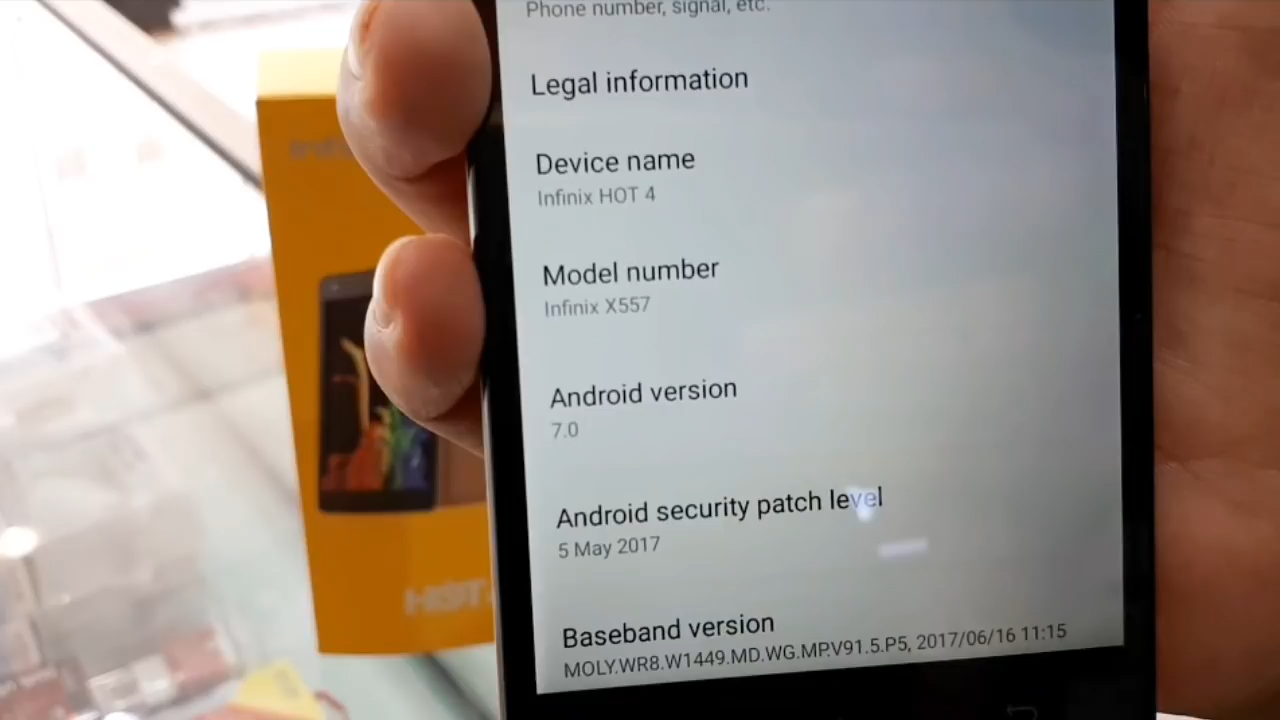 Phone number, signal, etc.
Legal information
Device name
Infinix HOT 4
Model number
Infinix X557
Android version
7.0
Android security patch level
5 May 2017
Baseband version
MOLY.WR8.W1449.MD.WG.MP.V91.5.P5, 2017/06/16 11:15
HOT